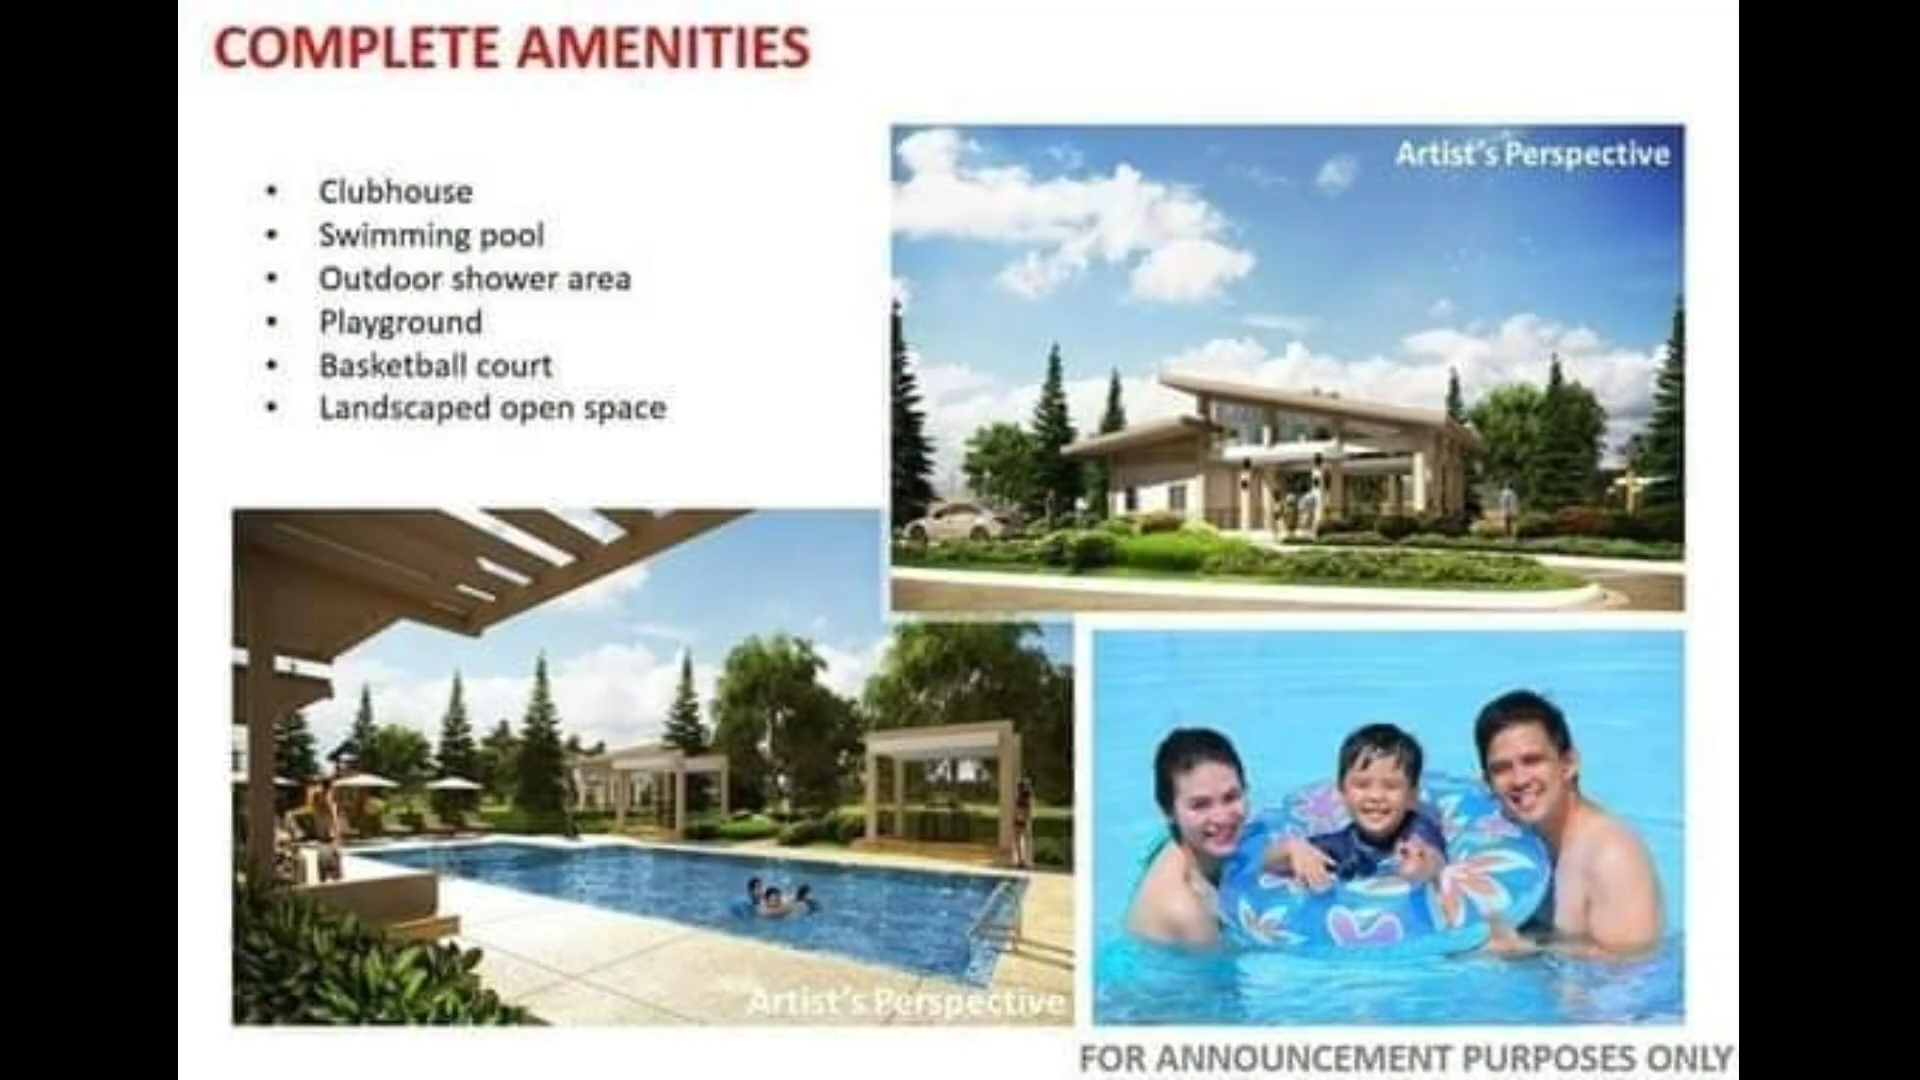 COMPLETE AMENITIES
• Clubhouse
• Swimming pool
• Outdoor shower area
• Playground
• Basketball court
• Landscaped open space
Artist's Perspective
Artist's Perspective
FOR ANNOUNCEMENT PURPOSES ONLY